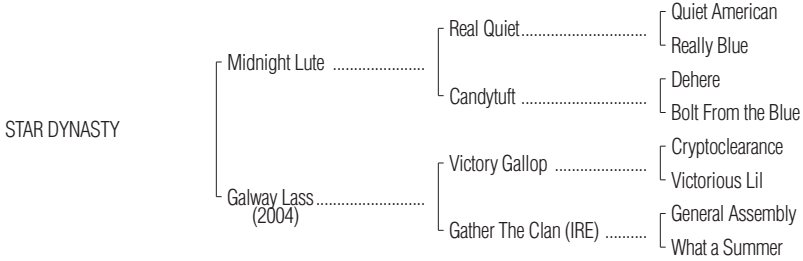 Quiet American
Real Quiet..............................
Really Blue
Midnight Lute ......................
Dehere
Candytuft ..............................
Bolt From the Blue
STAR DYNASTY
Cryptoclearance
Victory Gallop ......................
Victorious Lil
Galway Lass..........................
(2004)
General Assembly
Gather The Clan (IRE) ..........
What a Summer